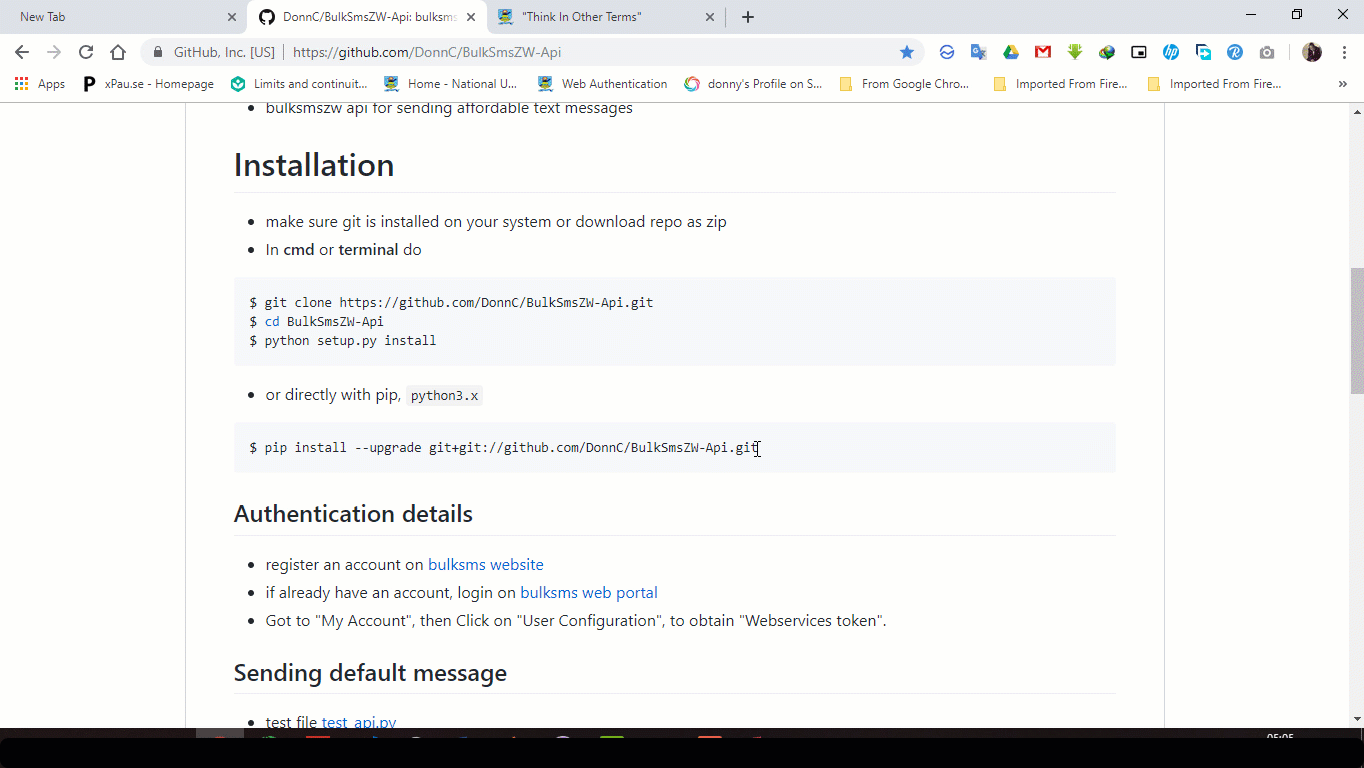 New Tab
DonnC/BulkSmsZW-Api: bulksms
"Think In Other Terms"
GitHub, Inc. [US]
https://github.com/DonnC/BulkSmsZW-Api
Apps
xPau.se - Homepage
Limits and continuit...
Home - National U...
Web Authentication
donny's Profile on S...
From Google Chro...
Imported From Fire...
Imported From Fire...
bulksmszw api for sending affordable text messages
Installation
make sure git is installed on your system or download repo as zip
In cmd or terminal do
$ git clone https://github.com/DonnC/BulkSmsZW-Api.git
$ cd BulkSmsZW-Api
$ python setup.py install
or directly with pip, python3.x
$ pip install --upgrade git+git://github.com/DonnC/BulkSmsZW-Api.git
Authentication details
register an account on bulksms website
if already have an account, login on bulksms web portal
Got to "My Account", then Click on "User Configuration", to obtain "Webservices token".
Sending default message
test file test_api.py